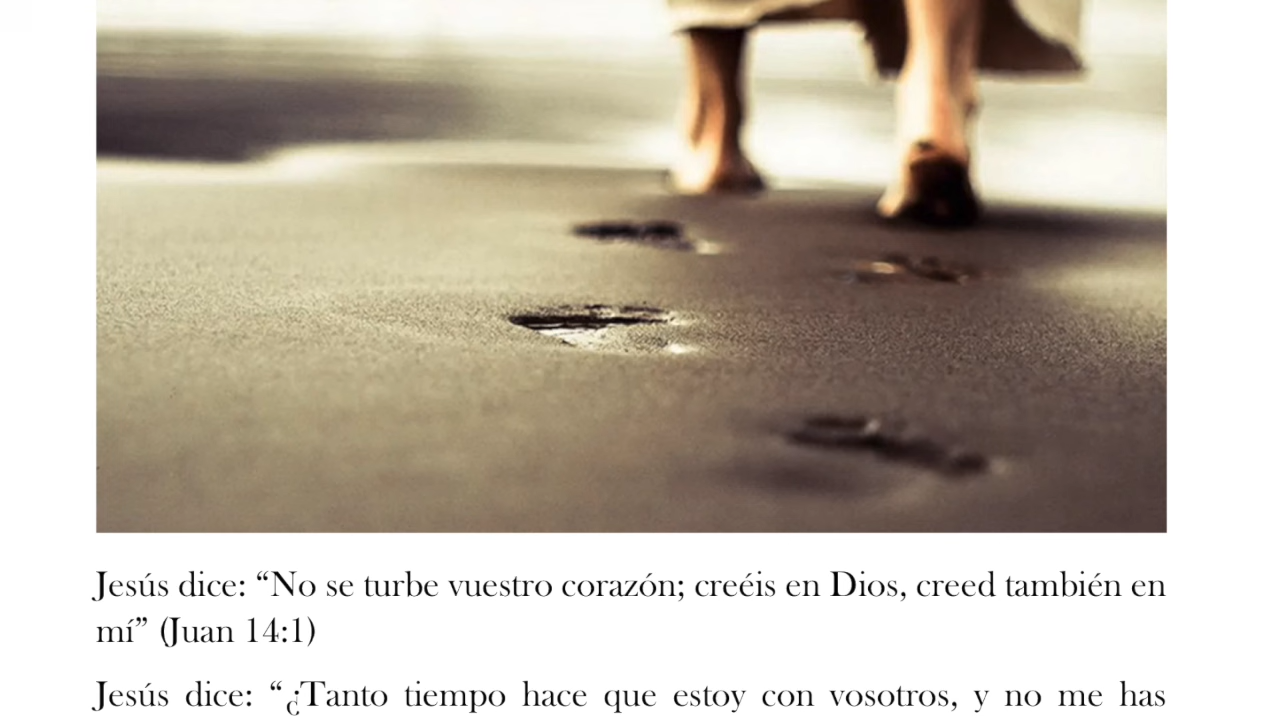 Jesús dice: “No se turbe vuestro corazón; creéis en Dios, creed también en
mí” (Juan 14:1)
Jesús dice: “¿Tanto tiempo hace que estoy con vosotros, y no me has